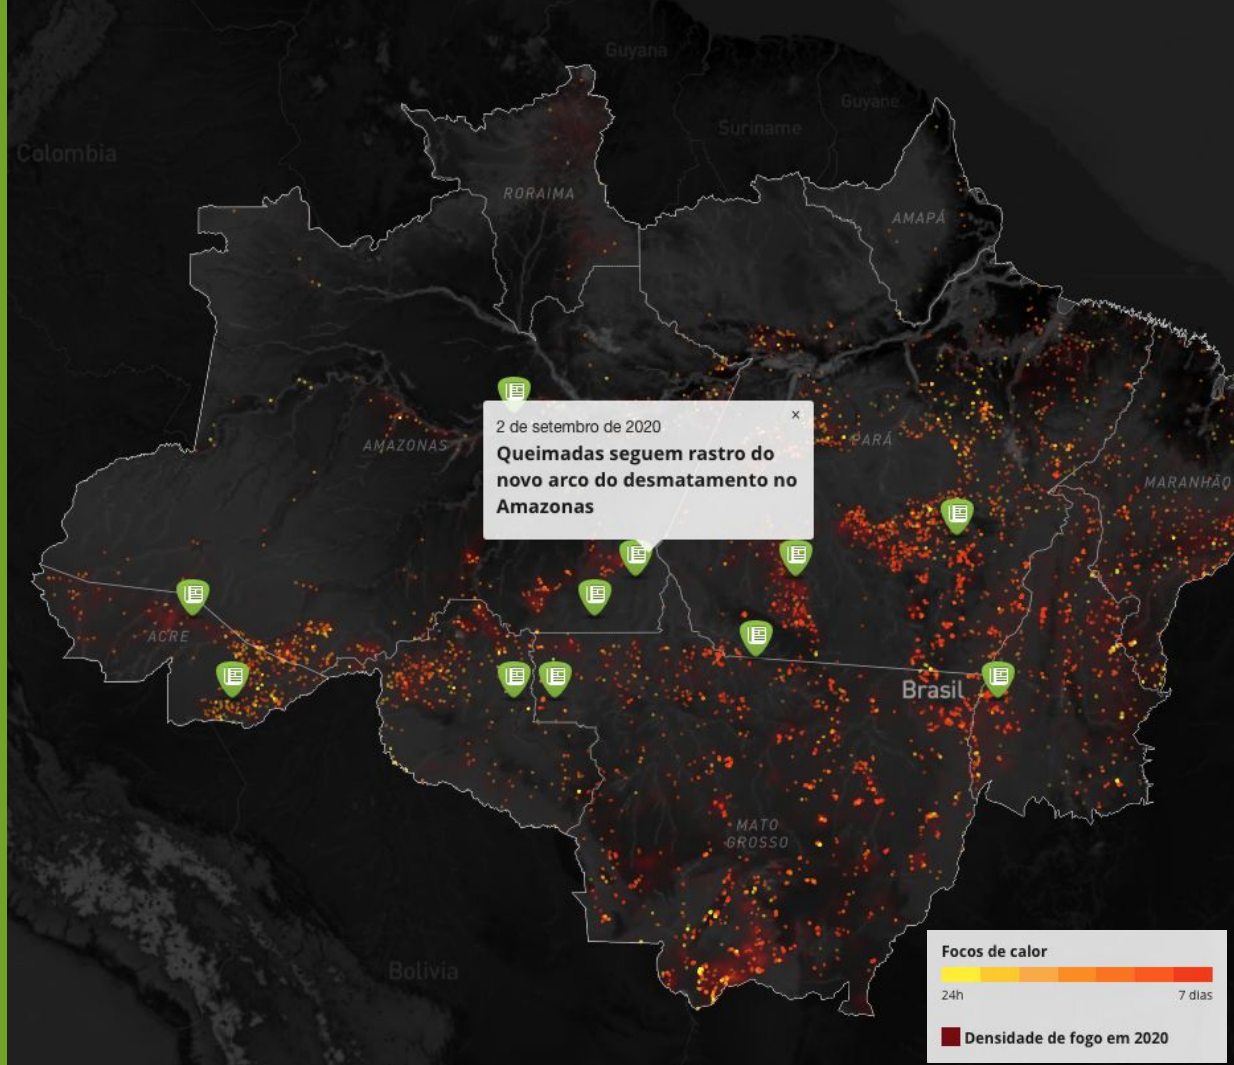 Guyana
Guyane
Suriname
Colombia
RORAIMA
AMAPÁ
×
2 de setembro de 2020
Queimadas seguem rastro do
novo arco do desmatamento no
Amazonas
AMAZONAS
PARÁ
MARANHÃO
ACRE
Brasil
MATO
GROSSO
Bolivia
Focos de calor
24h 7 dias
Densidade de fogo em 2020